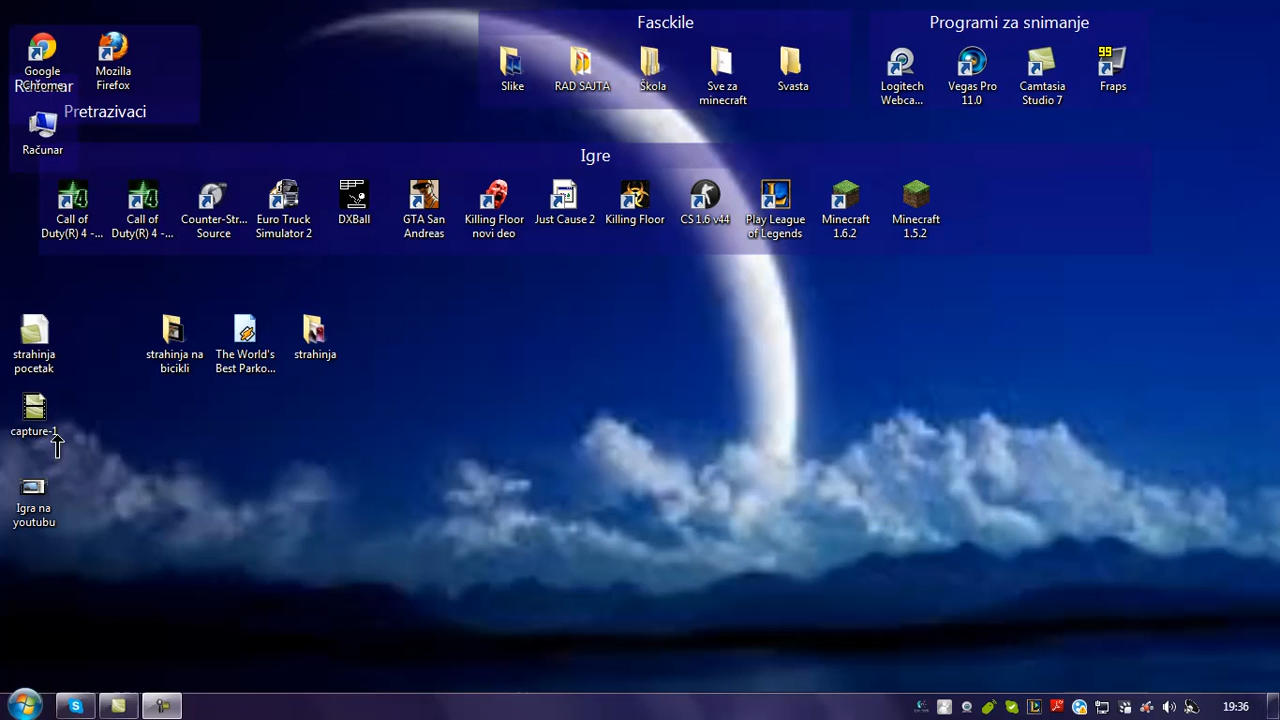 Fasckile
Programi za snimanje
Google
Chrome
Mozilla
Firefox
Računar
Pretrazivaci
Računar
Slike
RAD SAJTA
Škola
Sve za
minecraft
Svasta
Logitech
Webca...
Vegas Pro
11.0
Camtasia
Studio 7
99
Fraps
Igre
Call of
Duty(R) 4 -...
Call of
Duty(R) 4 -...
Counter-Str...
Source
Euro Truck
Simulator 2
DXBall
GTA San
Andreas
Killing Floor
novi deo
Just Cause 2
Killing Floor
CS 1.6 v44
Play League
of Legends
Minecraft
1.6.2
Minecraft
1.5.2
strahinja
pocetak
strahinja na
bicikli
The World's
Best Parko...
strahinja
capture-1
Igra na
youtubu
19:36